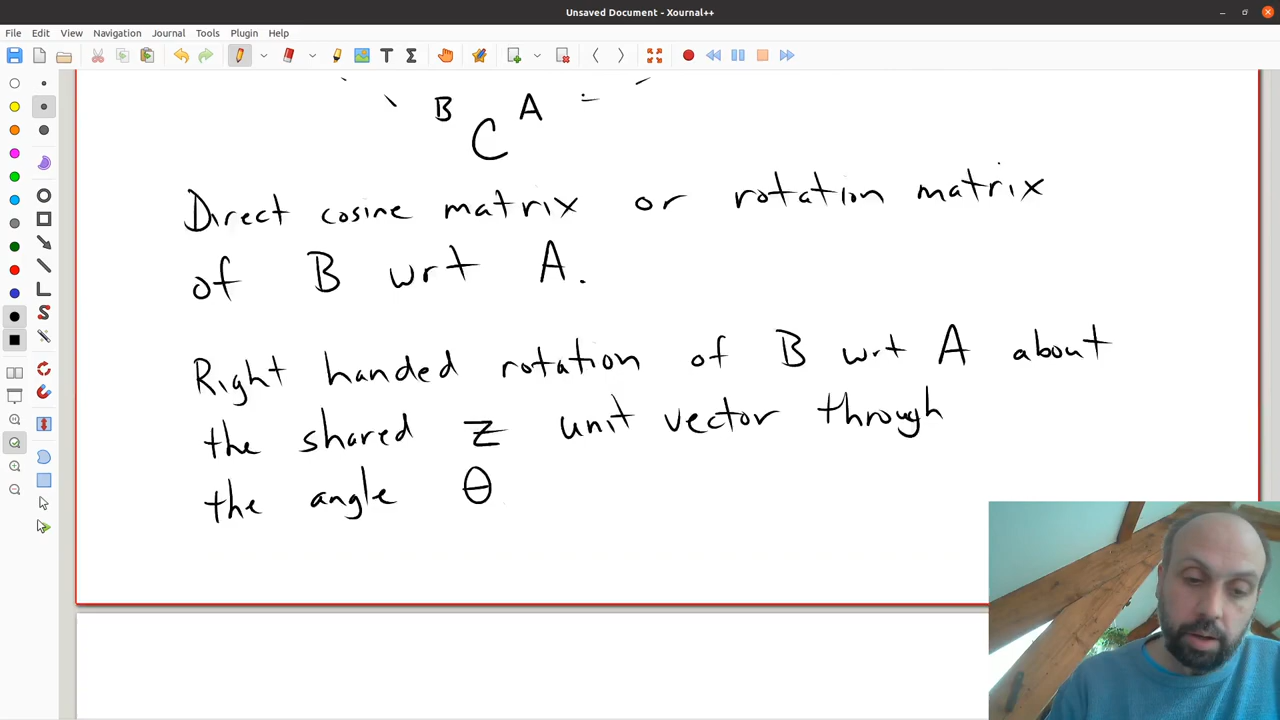 Unsaved Document - Xournal++
File Edit View Navigation Journal Tools Plugin Help
B A
C
Direct cosine matrix or rotation matrix
of B wrt A.
Right handed rotation of B wrt A about
the shared z unit vector through
the angle θ